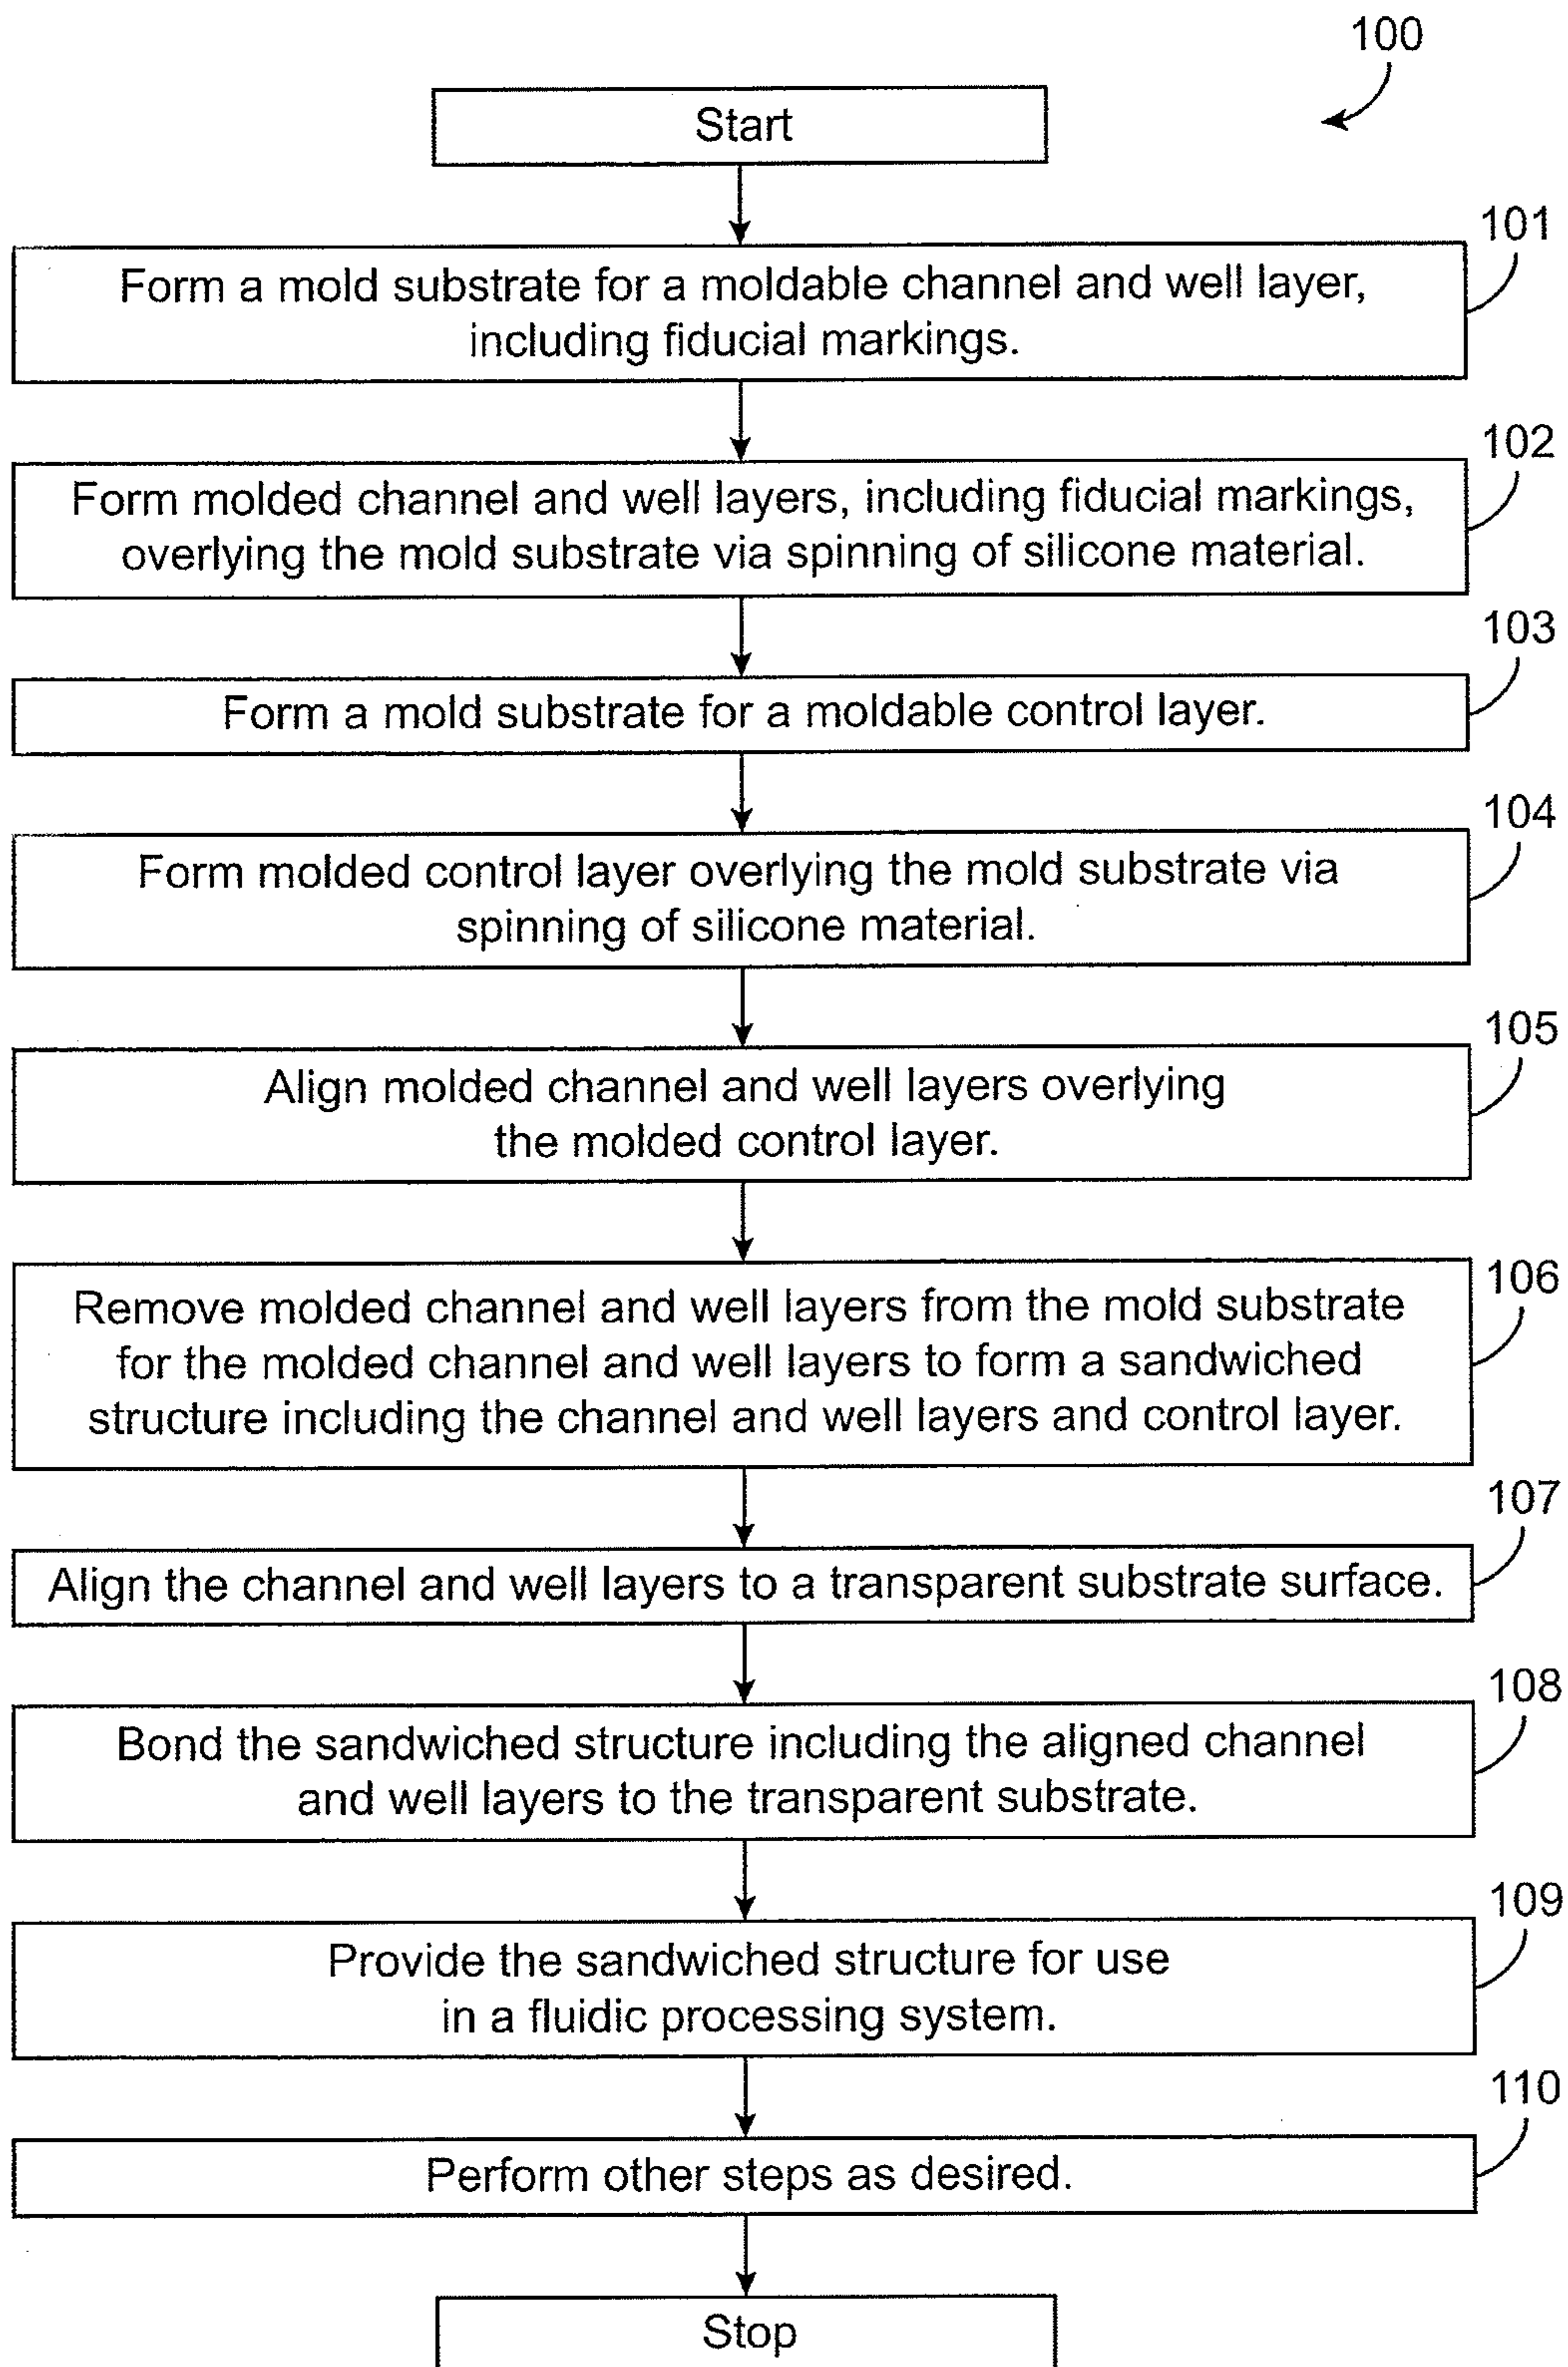 100
Start
101
Form a mold substrate for a moldable channel and well layer,
including fiducial markings.
102
Form molded channel and well layers, including fiducial markings,
overlying the mold substrate via spinning of silicone material.
103
Form a mold substrate for a moldable control layer.
104
Form molded control layer overlying the mold substrate via
spinning of silicone material.
105
Align molded channel and well layers overlying
the molded control layer.
106
Remove molded channel and well layers from the mold substrate
for the molded channel and well layers to form a sandwiched
structure including the channel and well layers and control layer.
107
Align the channel and well layers to a transparent substrate surface.
108
Bond the sandwiched structure including the aligned channel
and well layers to the transparent substrate.
109
Provide the sandwiched structure for use
in a fluidic processing system.
110
Perform other steps as desired.
Stop